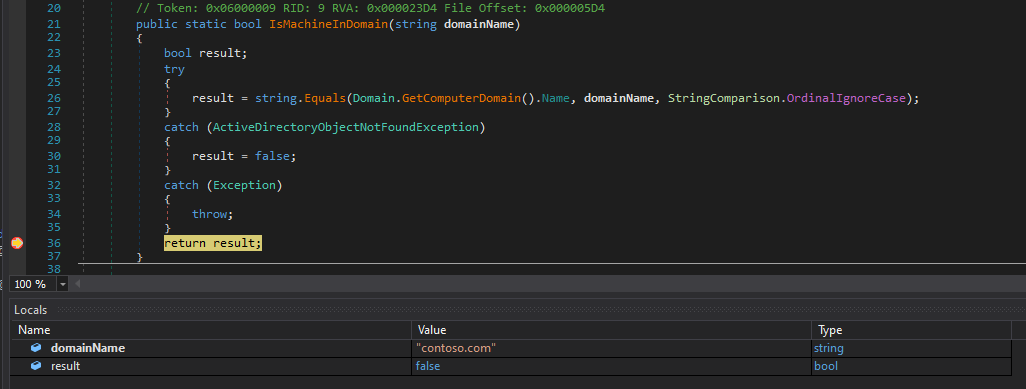 20 // Token: 0x06000009 RID: 9 RVA: 0x000023D4 File Offset: 0x000005D4
21 public static bool IsMachineInDomain(string domainName)
22 {
23 bool result;
24 try
25 {
26 result = string.Equals(Domain.GetComputerDomain().Name, domainName, StringComparison.OrdinalIgnoreCase);
27 }
28 catch (ActiveDirectoryObjectNotFoundException)
29 {
30 result = false;
31 }
32 catch (Exception)
33 {
34 throw;
35 }
36 return result;
37 }
38
100 %
Locals
Name Value Type
domainName "contoso.com" string
result false bool